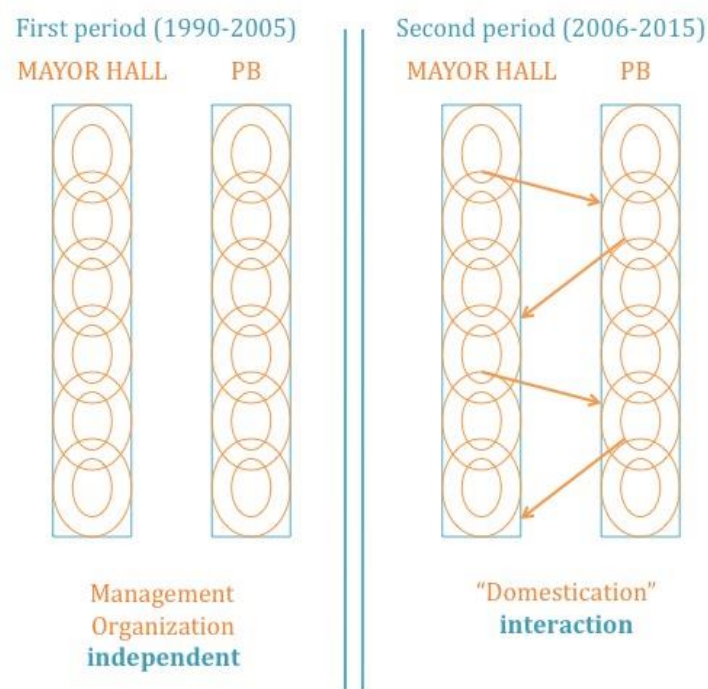 First period (1990-2005)
MAYOR HALL PB
Management
Organization
independent
Second period (2006-2015)
MAYOR HALL PB
“Domestication”
interaction